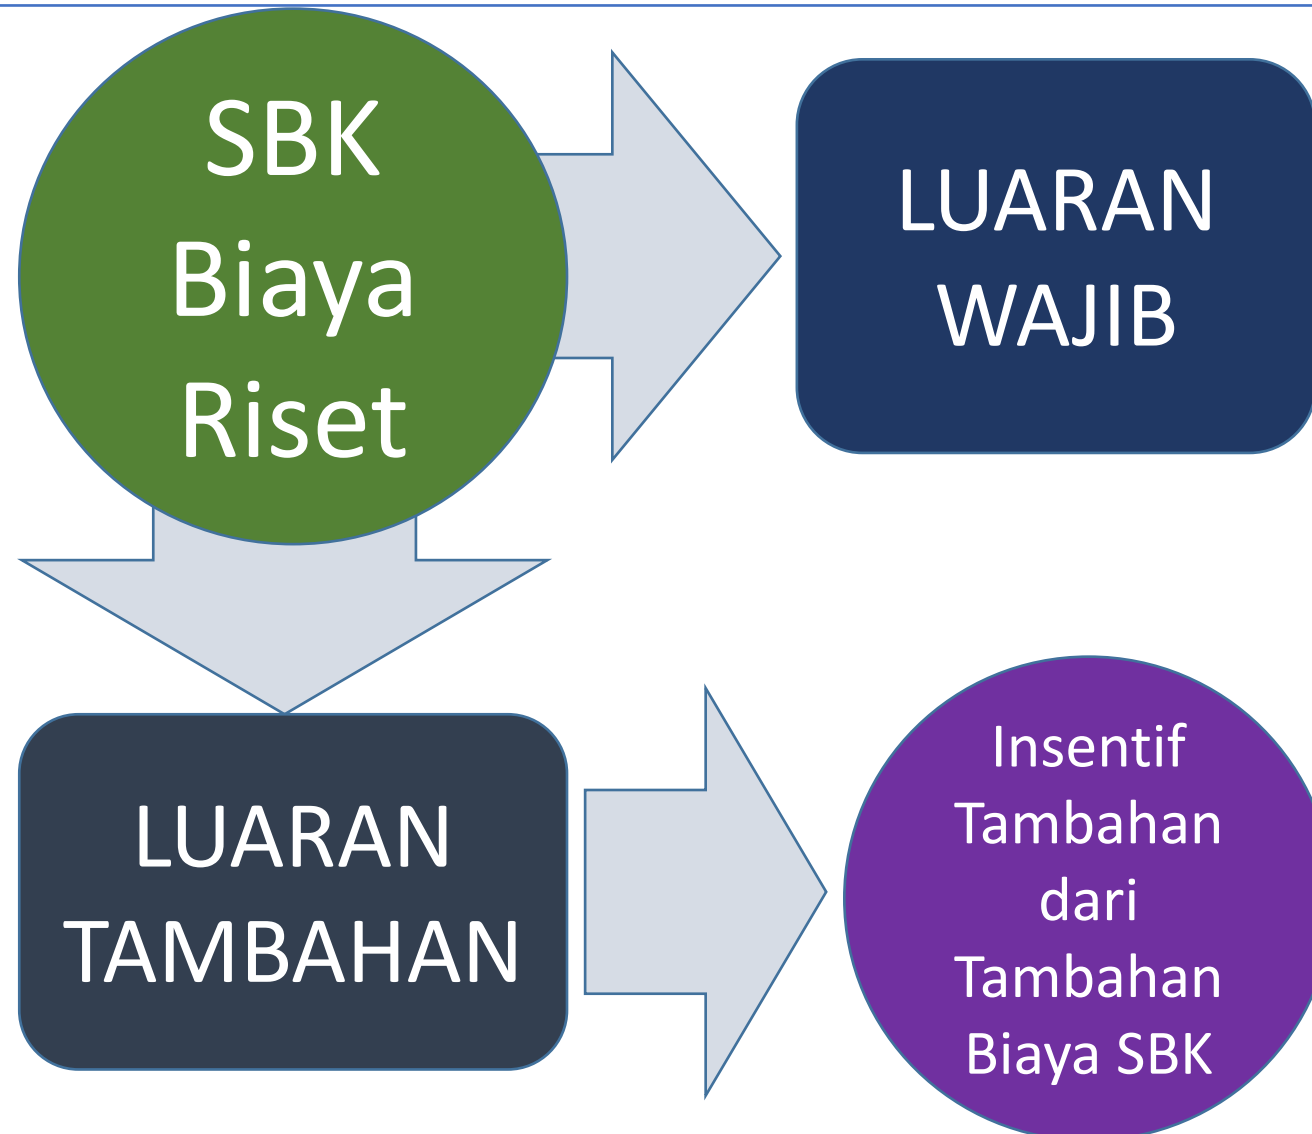 SBK
Biaya
Riset
LUARAN
WAJIB
LUARAN
TAMBAHAN
Insentif
Tambahan
dari
Tambahan
Biaya SBK